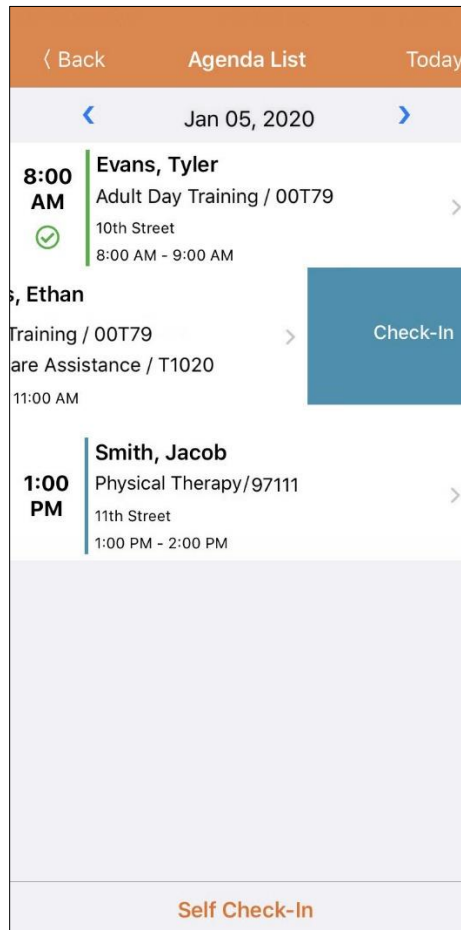 Back Agenda List Today
Jan 05, 2020
8:00
AM
Evans, Tyler
Adult Day Training / 00T79
10th Street
8:00 AM - 9:00 AM
s, Ethan
Training / 00T79
are Assistance / T1020
11:00 AM
Check-In
1:00
PM
Smith, Jacob
Physical Therapy/97111
11th Street
1:00 PM - 2:00 PM
Self Check-In